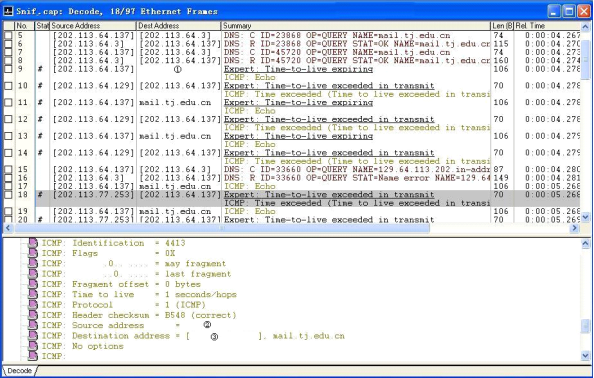 Snif.cap: Decode, 18/97 Ethernet Frames
No. Stat Source Address Dest Address Summary Len [B Rel. Time
5 [202.113.64.137] [202.113.64.3] DNS: C ID=23868 OP=QUERY NAME=mail.tj.edu.cn 74 0:00:04.267
6 [202.113.64.3] [202.113.64.137] DNS: R ID=23868 OP=QUERY STAT=OK NAME=mail.tj.edu.cr 115 0:00:04.270
7 [202.113.64.137] [202.113.64.3] DNS: C ID=45720 OP=QUERY NAME=mail.tj.edu.cn 74 0:00:04.270
8 [202.113.64.3] [202.113.64.137] DNS: R ID=45720 OP=QUERY STAT=OK NAME=mail.tj.edu.cr 160 0:00:04.274
9 # [202.113.64.137] ① Expert: Time-to-live expiring 106 0:00:04.278
ICMP: Echo
10 # [202.113.64.129] [202.113.64.137] Expert: Time-to-live exceeded in transmit 70 0:00:04.278
ICMP: Time exceeded (Time to live exceeded in transi
11 # [202.113.64.137] mail.tj.edu.cn Expert: Time-to-live expiring 106 0:00:04.278
ICMP: Echo
12 # [202.113.64.129] [202.113.64.137] Expert: Time-to-live exceeded in transmit 70 0:00:04.279
ICMP: Time exceeded (Time to live exceeded in transi
13 # [202.113.64.137] mail.tj.edu.cn Expert: Time-to-live expiring 106 0:00:04.279
ICMP: Echo
14 # [202.113.64.129] [202.113.64.137] Expert: Time-to-live exceeded in transmit 70 0:00:04.279
ICMP: Time exceeded (Time to live exceeded in transi
15 [202.113.64.137] [202.113.64.3] DNS: C ID=33660 OP=QUERY NAME=129.64.113.202.in-addr 87 0:00:04.280
16 [202.113.64.3] [202.113.64.137] DNS: R ID=33660 OP=QUERY STAT=Name error NAME=129.64 149 0:00:04.281
17 [202.113.64.137] mail.tj.edu.cn ICMP: Echo 106 0:00:05.268
18 # [202.113.77.253] [202.113.64.137] Expert: Time-to-live exceeded in transmit 70 0:00:05.268
ICMP: Time exceeded (Time to live exceeded in transi
19 [202.113.64.137] mail.tj.edu.cn ICMP: Echo 106 0:00:05.268
20 # [202.113.77.253] [202.113.64.137] Expert: Time-to-live exceeded in transmit 70 0:00:05.269
ICMP: Identification = 4413
ICMP: Flags = 0X
ICMP: .0.. .... = may fragment
ICMP: ..0. .... = last fragment
ICMP: Fragment offset = 0 bytes
ICMP: Time to live = 1 seconds/hops
ICMP: Protocol = 1 (ICMP)
ICMP: Header checksum = B548 (correct)
ICMP: Source address = ②
ICMP: Destination address = [ ③ ], mail.tj.edu.cn
ICMP: No options
ICMP:
Decode